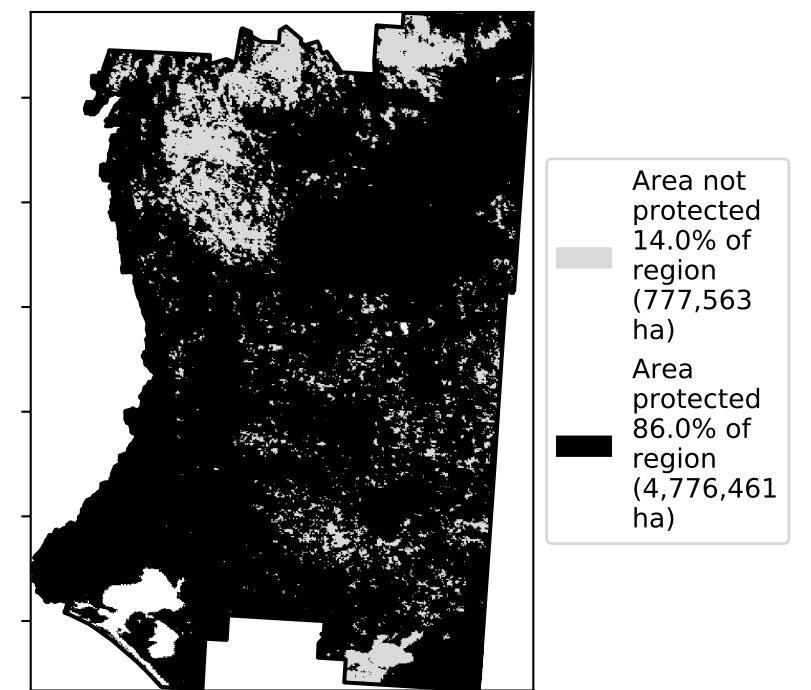 Area not
protected
14.0% of
region
(777,563
ha)
Area
protected
86.0% of
region
(4,776,461
ha)